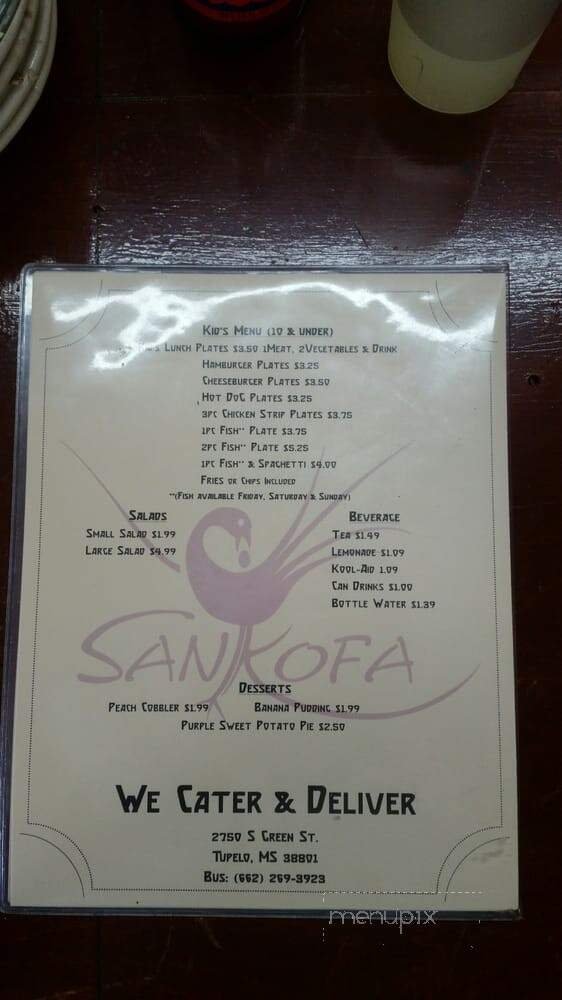 Kid's Menu (10 & under)
Lunch Plates $3.50 1Meat, 2Vegetables & Drink
Hamburger Plates $3.25
Cheeseburger Plates $3.50
Hot Dog Plates $3.25
3pc Chicken Strip Plates $3.75
1pc Fish** Plate $3.75
2pc Fish** Plate $5.25
1pc Fish** & Spaghetti $4.00
Fries or Chips Included
**(Fish available Friday, Saturday & Sunday)
Salads
Small Salad $1.99
Large Salad $4.99
Beverage
Tea $1.49
Lemonade $1.09
Kool-Aid 1.09
Can Drinks $1.00
Bottle Water $1.39
Sankofa
Desserts
Peach Cobbler $1.99 Banana Pudding $1.99
Purple Sweet Potato Pie $2.50
We Cater & Deliver
2750 S Green St.
Tupelo, MS 38801
Bus: (662) 269-3923
menupix